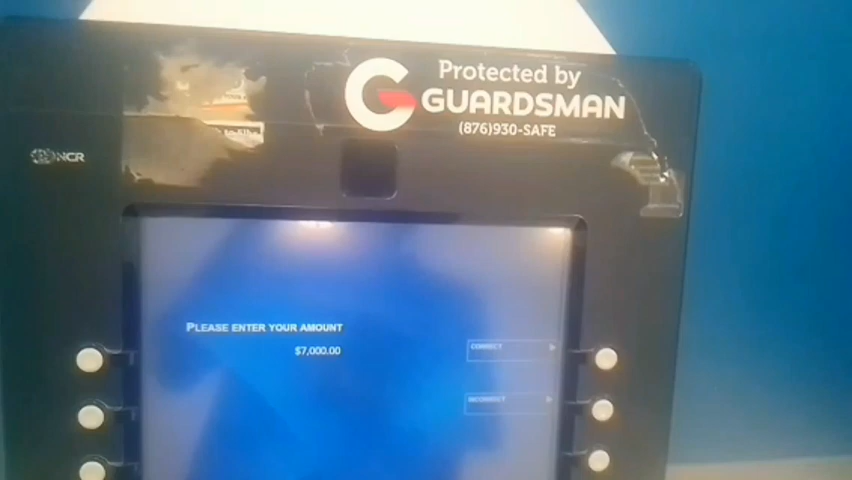 Protected by
GUARDSMAN
(876)930-SAFE
NCR
PLEASE ENTER YOUR AMOUNT
$7,000.00
CORRECT
INCORRECT